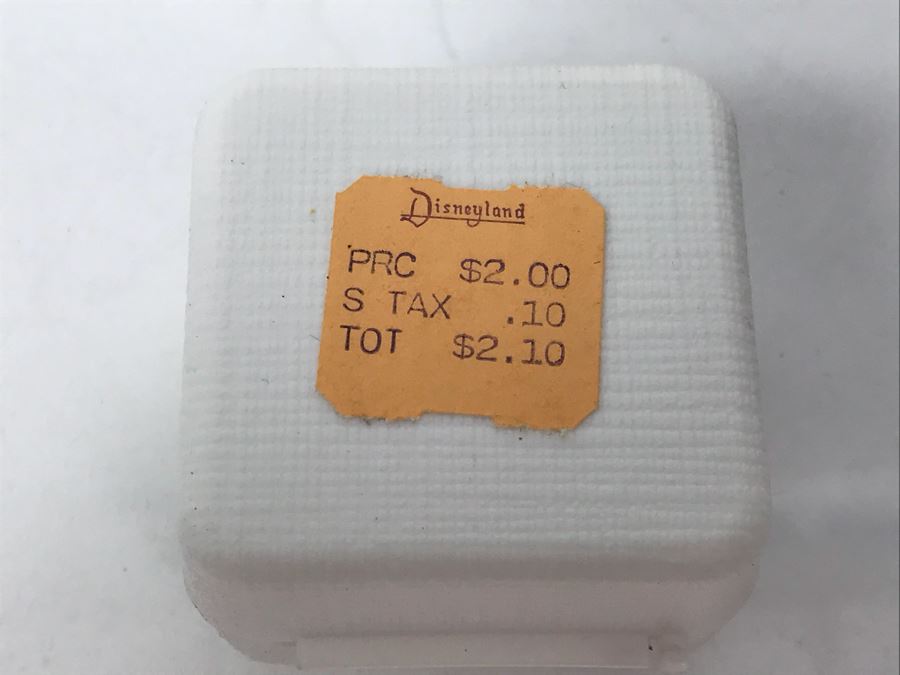 Disneyland
PRC $2.00
S TAX .10
TOT $2.10